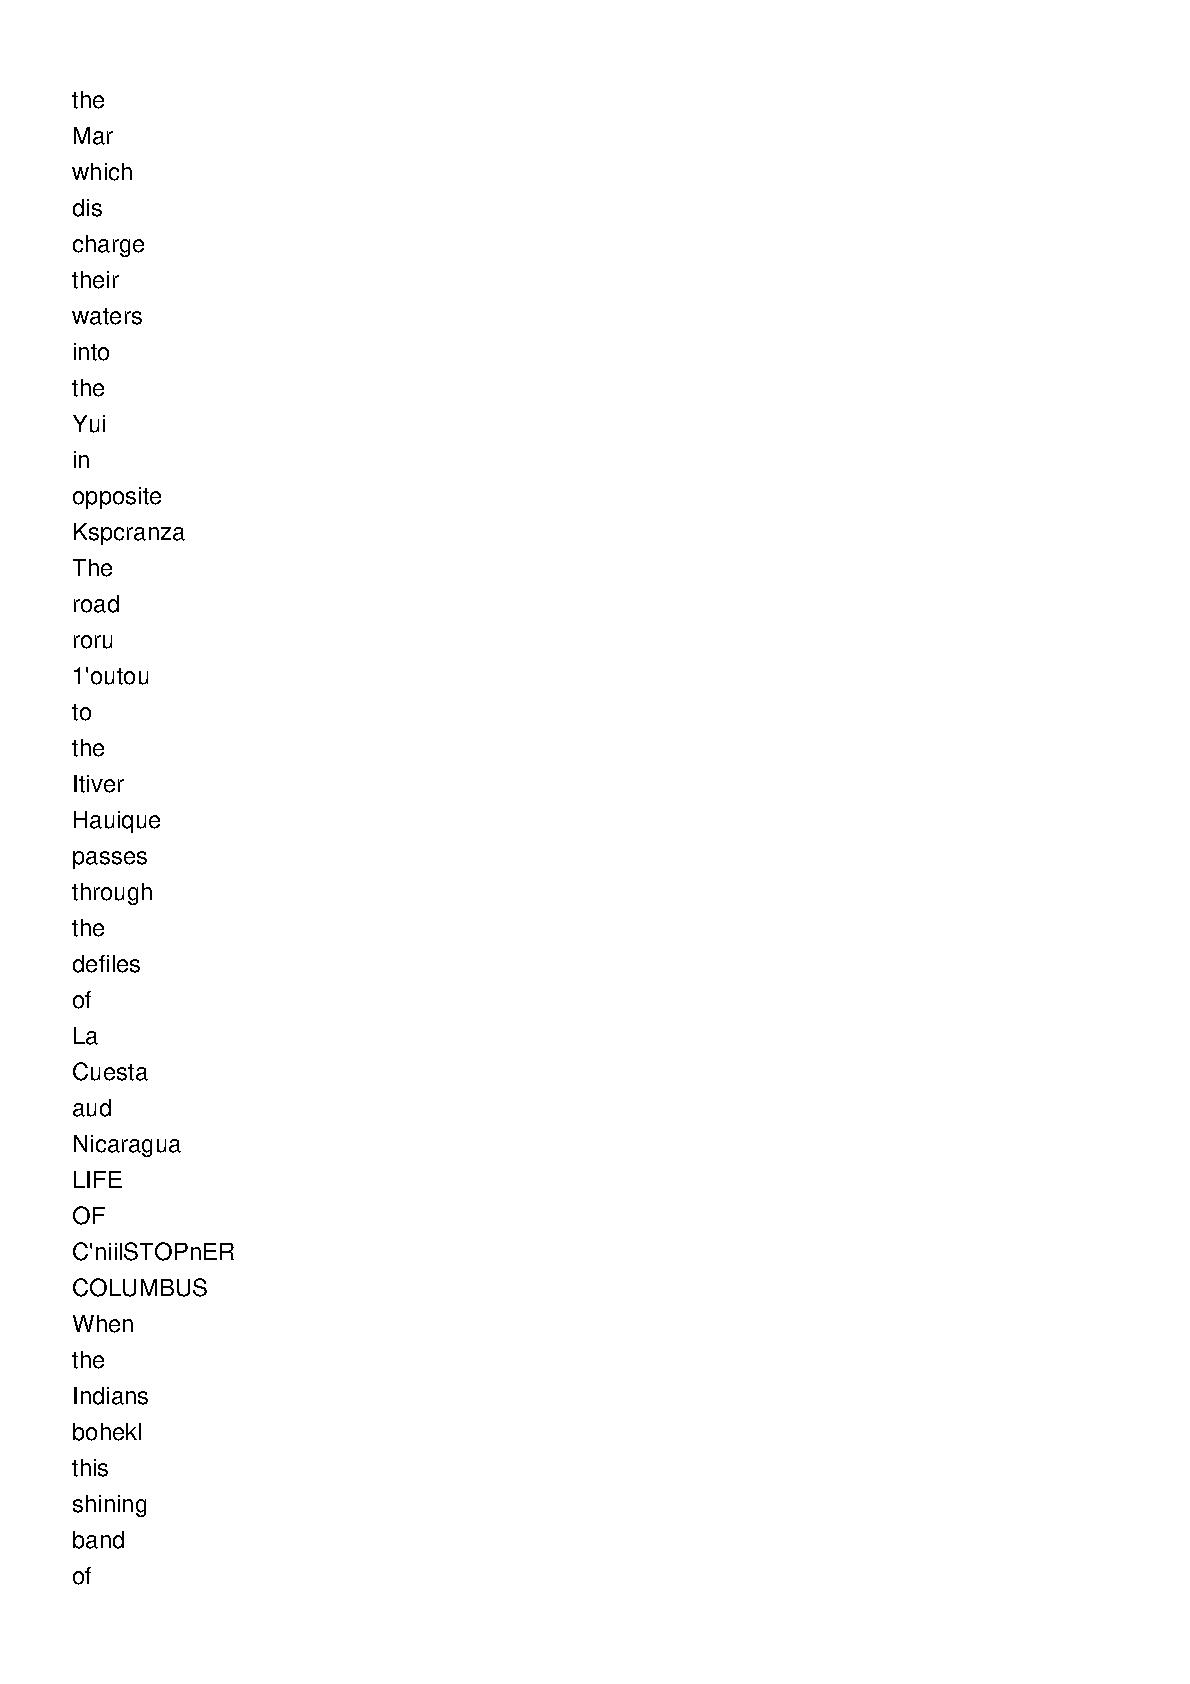 the
Mar
which
dis
charge
their
waters
into
the
Yui
in
opposite
Kspcranza
The
road
roru
1'outou
to
the
Itiver
Hauique
passes
through
the
defiles
of
La
Cuesta
aud
Nicaragua
LIFE
OF
C'niilSTOPnER
COLUMBUS
When
the
Indians
bohekl
this
shining
band
of